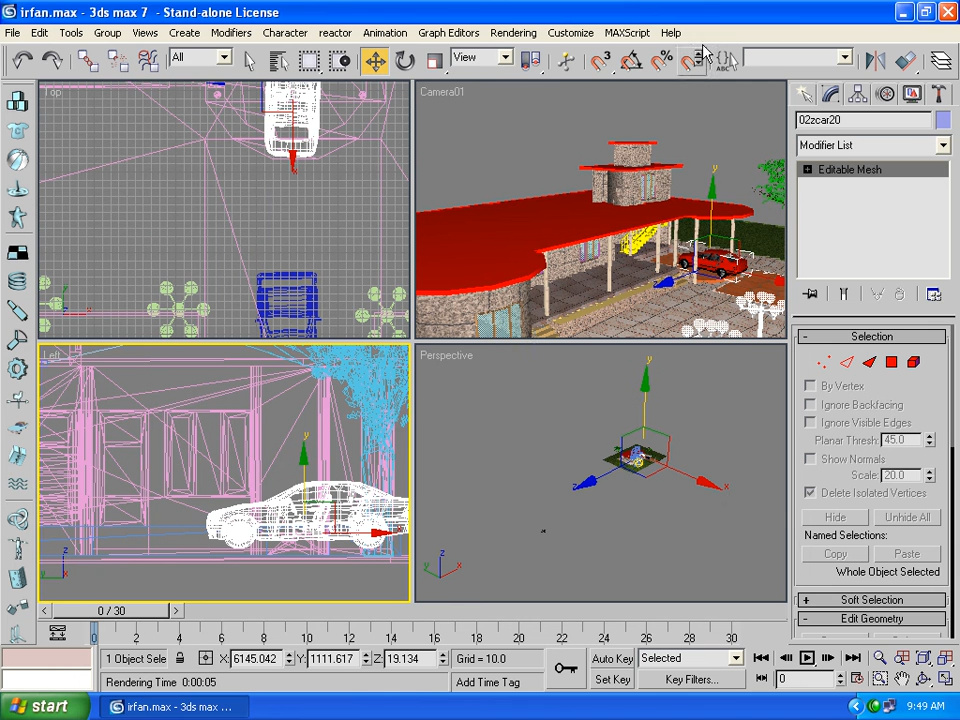 irfan.max - 3ds max 7 - Stand-alone License
File Edit Tools Group Views Create Modifiers Character reactor Animation Graph Editors Rendering Customize MAXScript Help
All View ABC
Top
Camera01
y
02zcar20
Modifier List
Editable Mesh
Selection
By Vertex
Ignore Backfacing
Ignore Visible Edges
Planar Thresh: 45.0
Show Normals
Scale: 20.0
Delete Isolated Vertices
Hide Unhide All
Named Selections:
Copy Paste
Whole Object Selected
Soft Selection
Edit Geometry
Left
y
x
z
y
Perspective
y
z
x
z
y x
0 / 30
0 2 4 6 8 10 12 14 16 18 20 22 24 26 28 30
1 Object Sele X: 6145.042 Y: 1111.617 Z: 19.134 Grid = 10.0 Auto Key Selected
Rendering Time 0:00:05 Add Time Tag Set Key Key Filters... 0
start irfan.max - 3ds max ... 9:49 AM